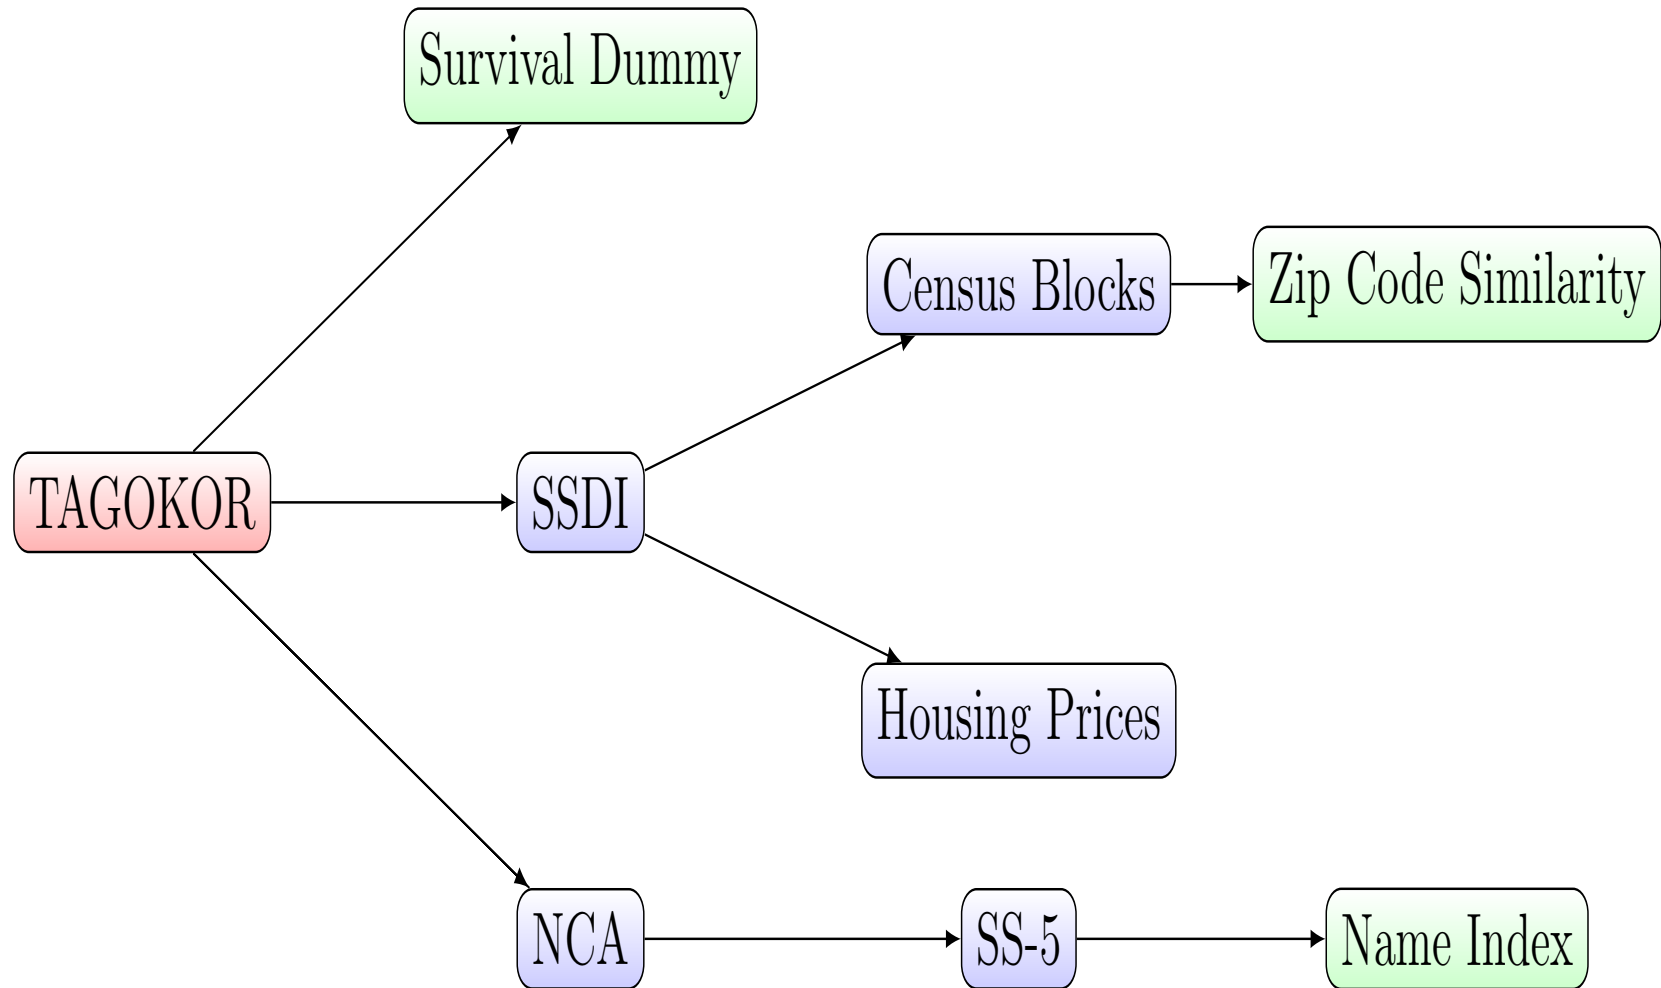 Survival Dummy
Census Blocks
Zip Code Similarity
TAGOKOR
SSDI
Housing Prices
NCA
SS-5
Name Index